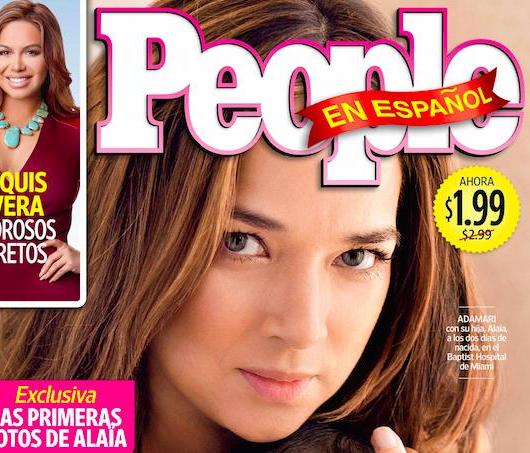 People
EN ESPAÑOL
QUIS
VERA
OROSOS
RETOS
AHORA
$1.99
$2.99
ADAMARI
con su hija, Alaïa,
a los dos días de
nacida, en el
Baptist Hospital
de Miami
Exclusiva
AS PRIMERAS
OTOS DE ALAÏA